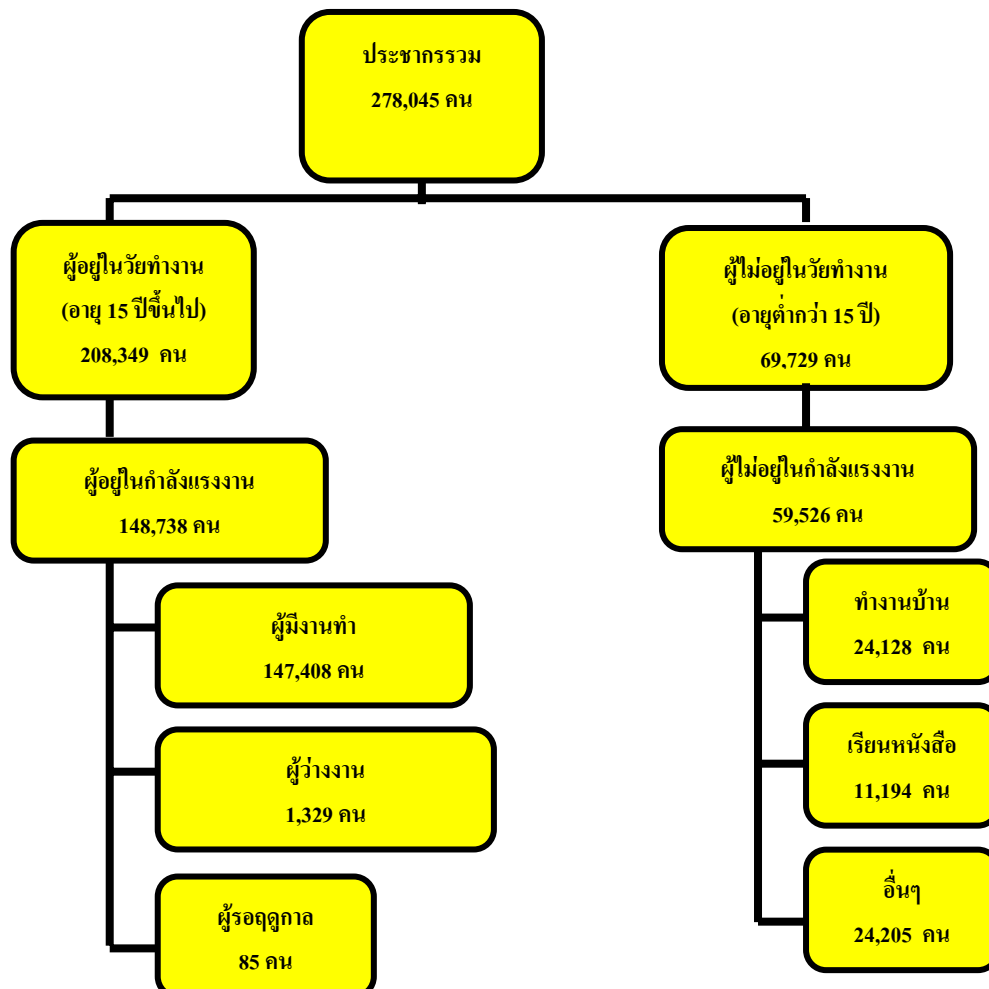 ประชากรรวม
278,045 คน
ผู้อยู่ในวัยทำงาน
(อายุ 15 ปีขึ้นไป)
208,349 คน
ผู้ไม่อยู่ในวัยทำงาน
(อายุต่ำกว่า 15 ปี)
69,729 คน
ผู้อยู่ในกำลังแรงงาน
148,738 คน
ผู้ไม่อยู่ในกำลังแรงงาน
59,526 คน
ผู้มีงานทำ
147,408 คน
ผู้ว่างงาน
1,329 คน
ผู้รอฤดูกาล
85 คน
ทำงานบ้าน
24,128 คน
เรียนหนังสือ
11,194 คน
อื่นๆ
24,205 คน